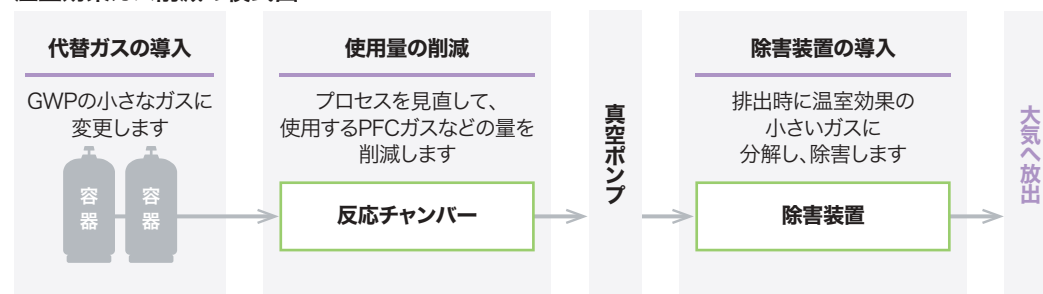 代替ガスの導入
GWPの小さなガスに
変更します
容器
容器
使用量の削減
プロセスを見直して、
使用するPFCガスなどの量を
削減します
反応チャンバー
真空ポンプ
除害装置の導入
排出時に温室効果の
小さいガスに
分解し、除害します
除害装置
大気へ放出